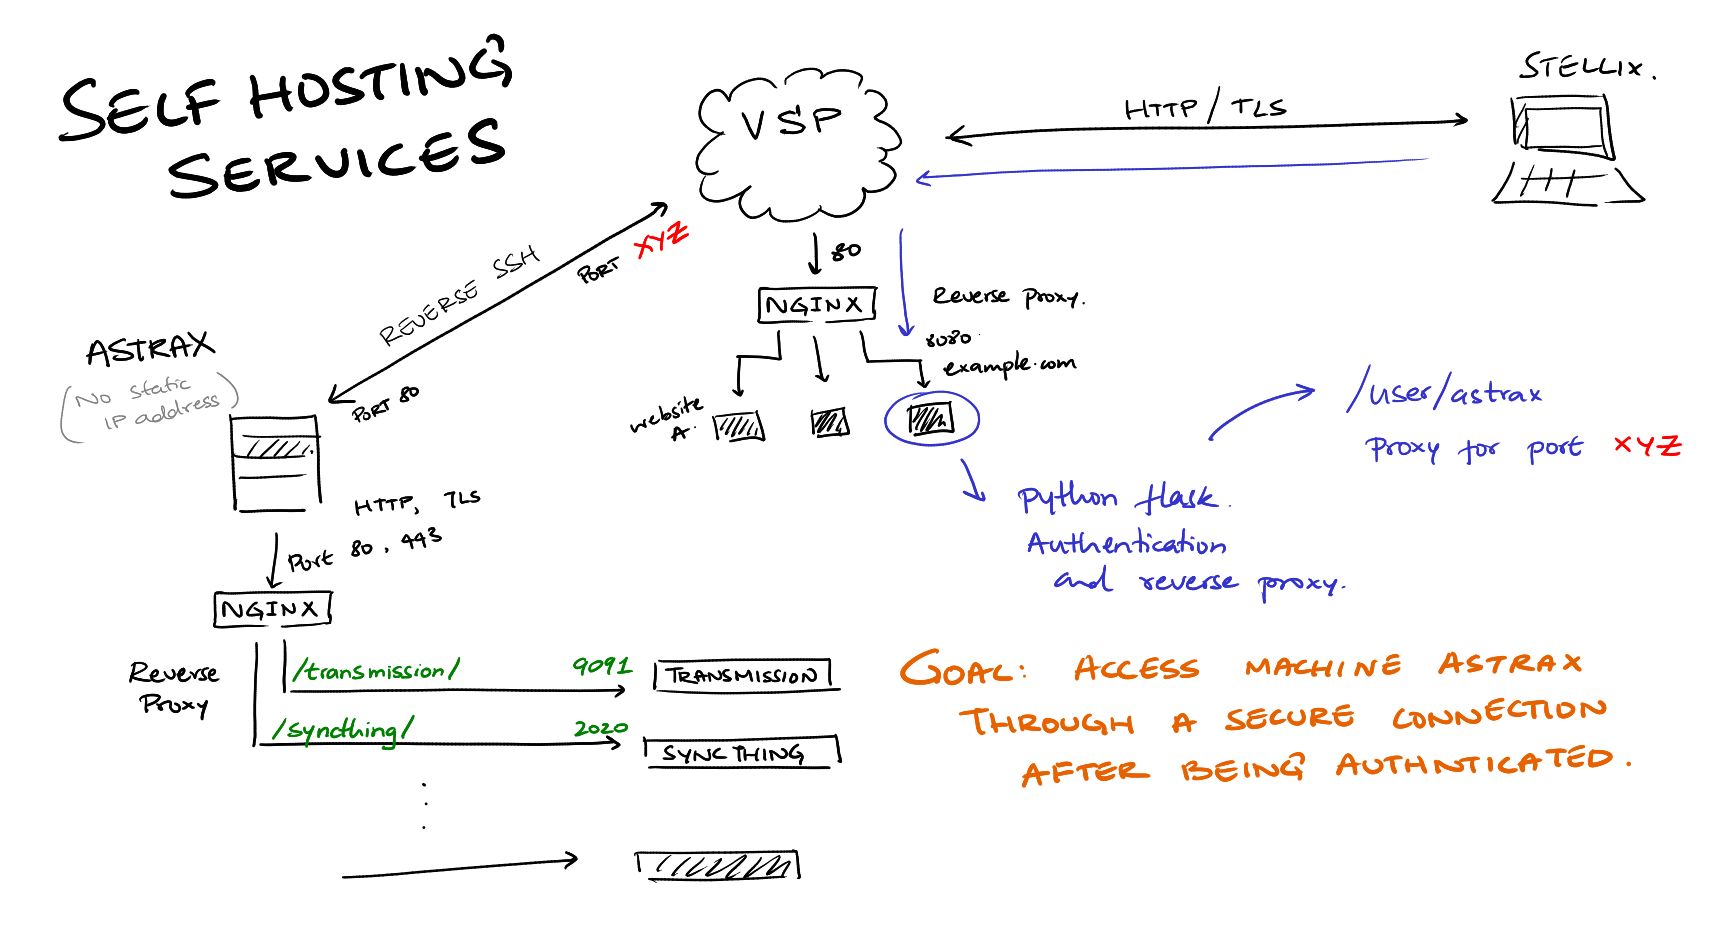 SELF HOSTING
SERVICES
VSP
HTTP / TLS
STELLIX.
REVERSE SSH
PORT XYZ
PORT 80
ASTRAX
(No static
IP address)
HTTP, TLS
Port 80, 443
NGINX
Reverse
Proxy
/transmission/ 9091
TRANSMISSION
/syncthing/ 2020
SYNCTHING
80
NGINX
Reverse Proxy.
8080.
example.com
website
A.
python flask.
Authentication
and reverse proxy.
/user/astrax
Proxy for port XYZ
GOAL: ACCESS MACHINE ASTRAX
THROUGH A SECURE CONNECTION
AFTER BEING AUTHNTICATED.